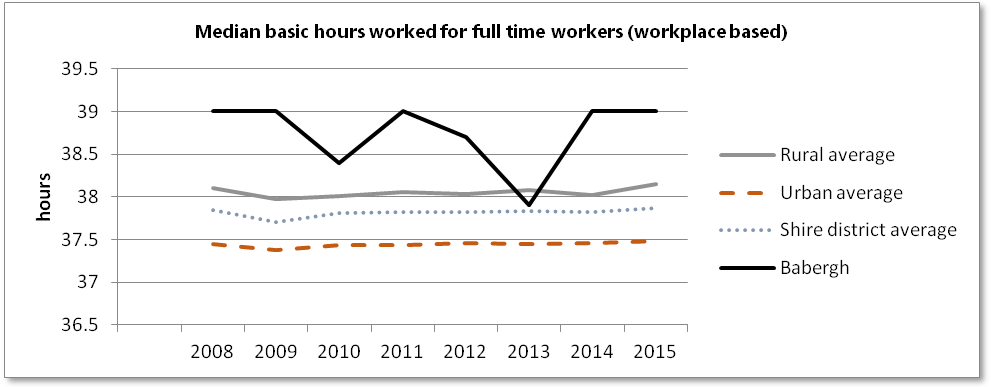 Median basic hours worked for full time workers (workplace based)
39.5
39
38.5
38
37.5
37
36.5
hours
2008 2009 2010 2011 2012 2013 2014 2015
Rural average
Urban average
Shire district average
Babergh